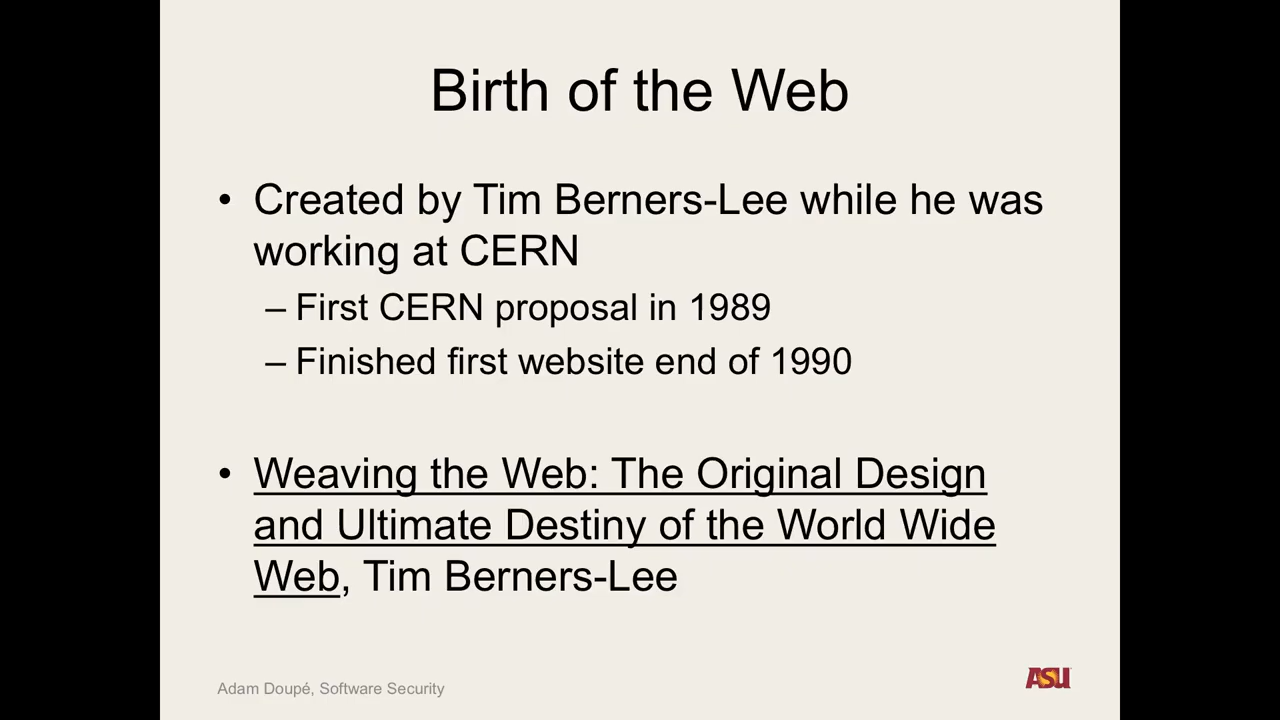 Birth of the Web
• Created by Tim Berners-Lee while he was
working at CERN
– First CERN proposal in 1989
– Finished first website end of 1990
• Weaving the Web: The Original Design
and Ultimate Destiny of the World Wide
Web, Tim Berners-Lee
Adam Doupé, Software Security
ASU